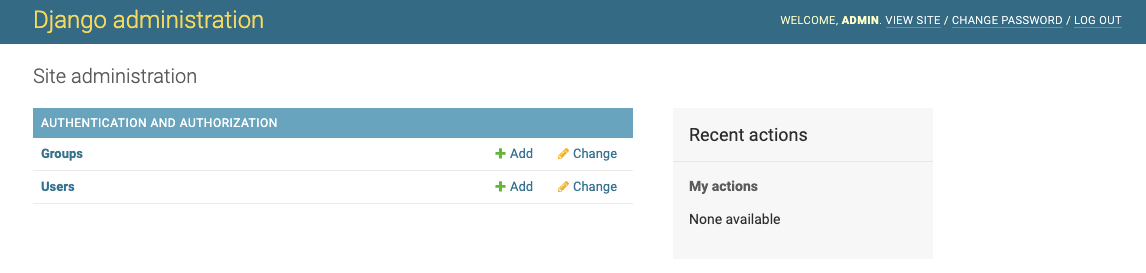 Django administration
WELCOME, ADMIN. VIEW SITE / CHANGE PASSWORD / LOG OUT
Site administration
AUTHENTICATION AND AUTHORIZATION
Groups Add Change
Users Add Change
Recent actions
My actions
None available